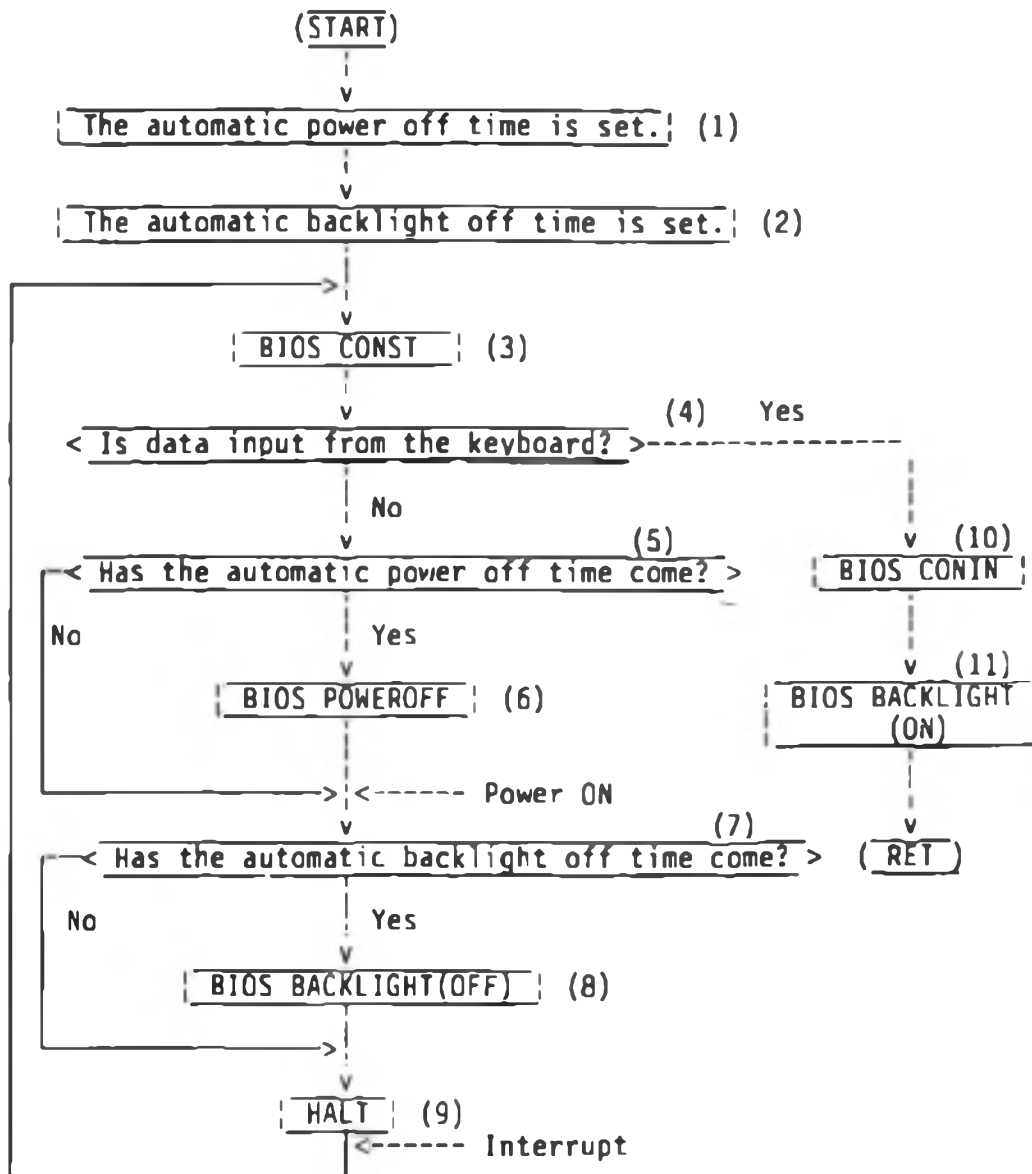 (START)
The automatic power off time is set. (1)
The automatic backlight off time is set. (2)
BIOS CONST (3)
(4) Yes
< Is data input from the keyboard? >
No
(5) (10)
< Has the automatic power off time come? > BIOS CONIN
No Yes
(11)
BIOS POWEROFF (6) BIOS BACKLIGHT
(ON)
Power ON
(7)
< Has the automatic backlight off time come? > ( RET )
No Yes
BIOS BACKLIGHT(OFF) (8)
HALT (9)
Interrupt